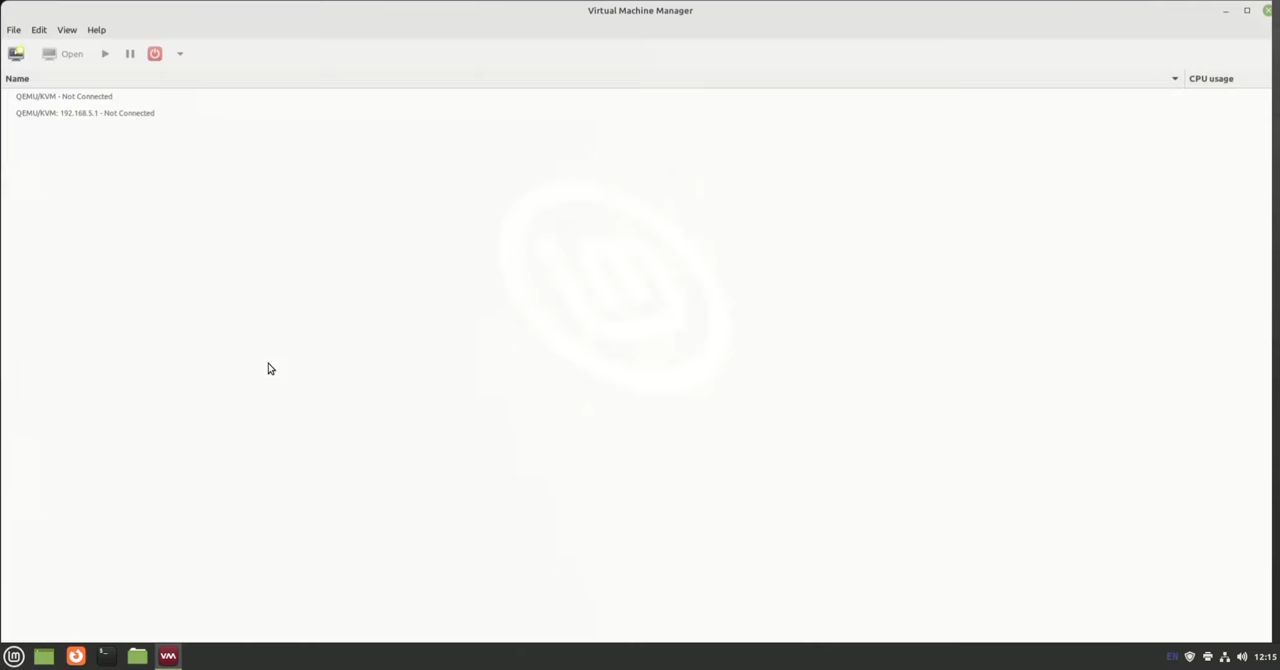 Virtual Machine Manager
File Edit View Help
Open
Name CPU usage
QEMU/KVM - Not Connected
QEMU/KVM: 192.168.5.1 - Not Connected
$_ VM EN 12:15